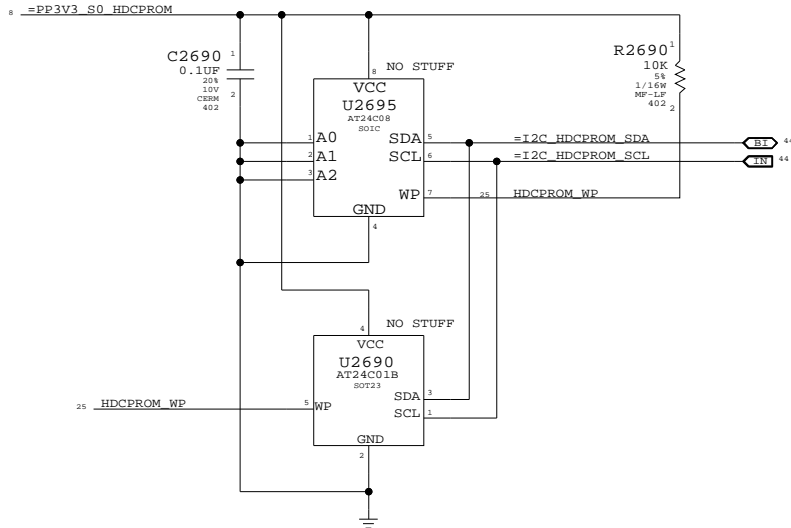 8 =PP3V3_S0_HDCPROM
C2690 1
0.1UF
20%
10V
CERM 2
402
NO STUFF
8
VCC
U2695
AT24C08
SOIC
1 A0
2 A1
3 A2
SDA 5
SCL 6
WP 7
GND
4
R2690 1
10K
5%
1/16W
MF-LF
402 2
=I2C_HDCPROM_SDA BI 44
=I2C_HDCPROM_SCL IN 44
25 HDCPROM_WP
NO STUFF
4
VCC
U2690
AT24C01B
SOT23
25 HDCPROM_WP 5 WP
SDA 3
SCL 1
GND
2